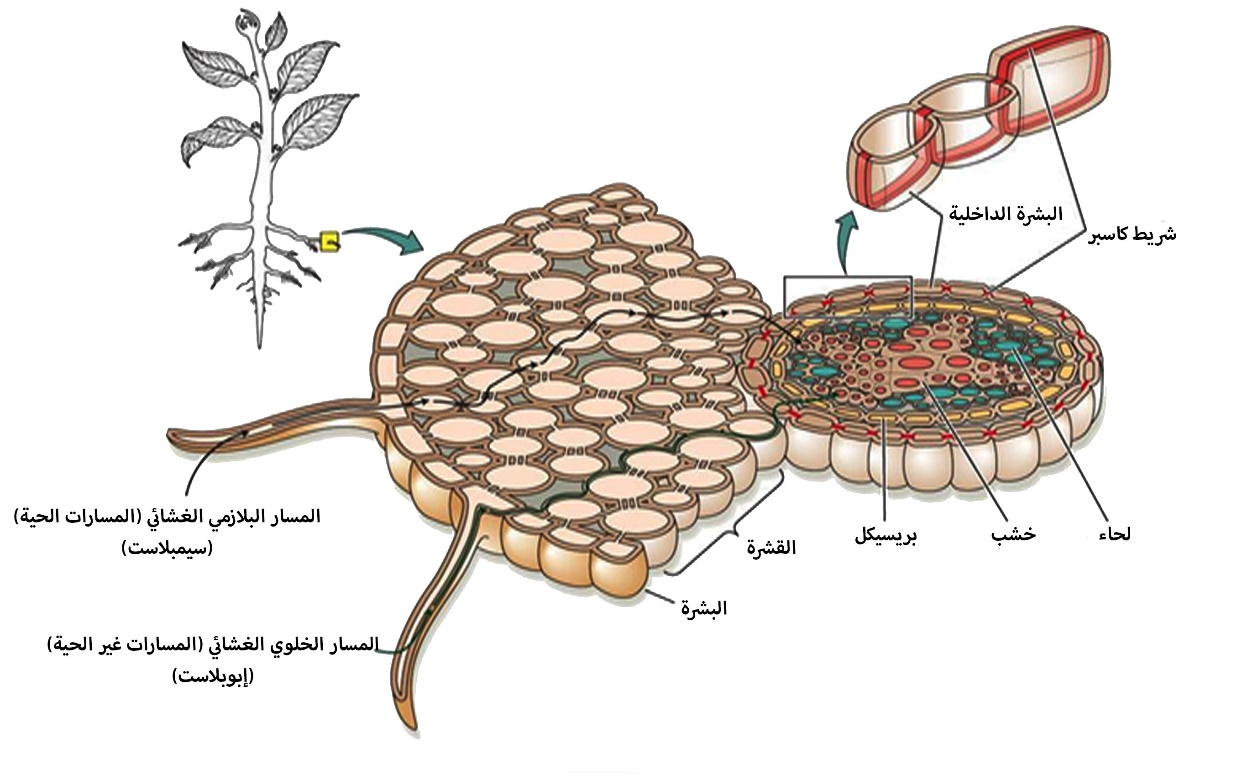 البشرة الداخلية
شريط كاسبر
المسار البلازمي الغشائي (المسارات الحية)
(سيمبلاست)
لحاء
خشب
بريسيكل
القشرة
البشرة
المسار الخلوي الغشائي (المسارات غير الحية)
(إبوبلاست)